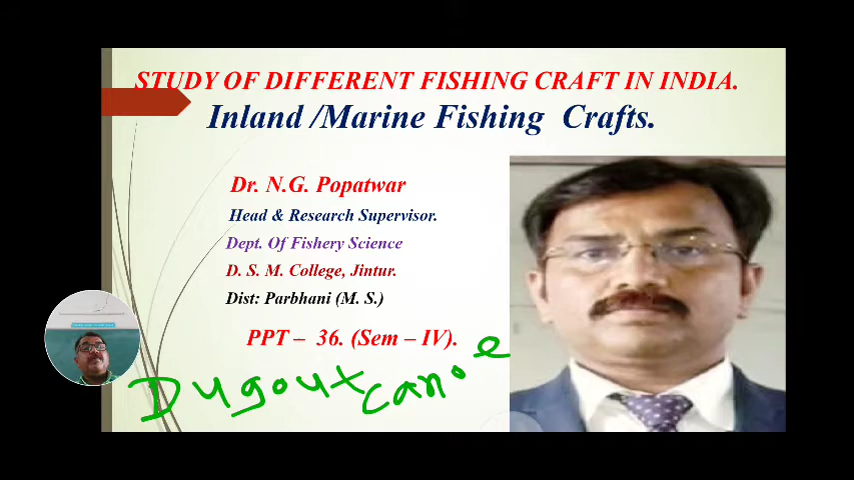 STUDY OF DIFFERENT FISHING CRAFT IN INDIA.
Inland /Marine Fishing Crafts.
Dr. N.G. Popatwar
Head & Research Supervisor.
Dept. Of Fishery Science
D. S. M. College, Jintur.
Dist: Parbhani (M. S.)
PPT – 36. (Sem – IV).
Dugout canoe